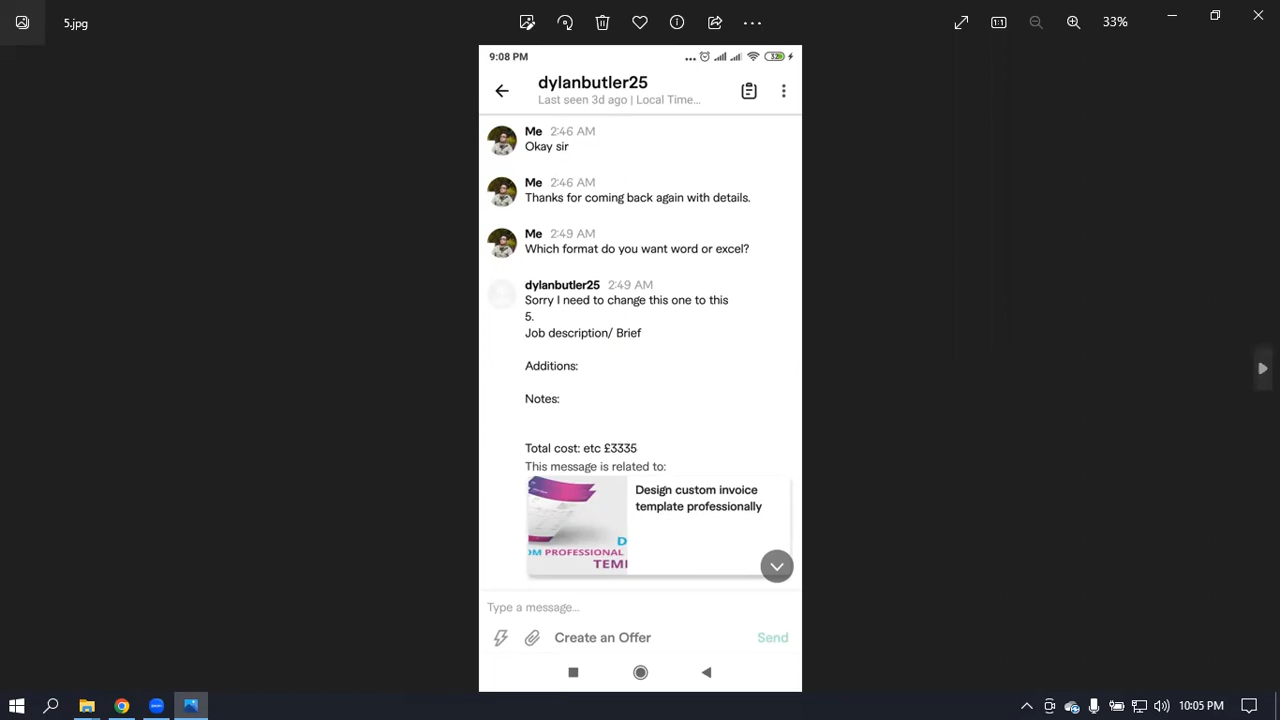 5.jpg
33%
9:08 PM
32
dylanbutler25
Last seen 3d ago | Local Time...
Me 2:46 AM
Okay sir
Me 2:46 AM
Thanks for coming back again with details.
Me 2:49 AM
Which format do you want word or excel?
dylanbutler25 2:49 AM
Sorry I need to change this one to this
5.
Job description/ Brief
Additions:
Notes:
Total cost: etc £3335
This message is related to:
Design custom invoice
template professionally
D
OM PROFESSIONAL
TEMI
Type a message...
Create an Offer
Send
10:05 PM